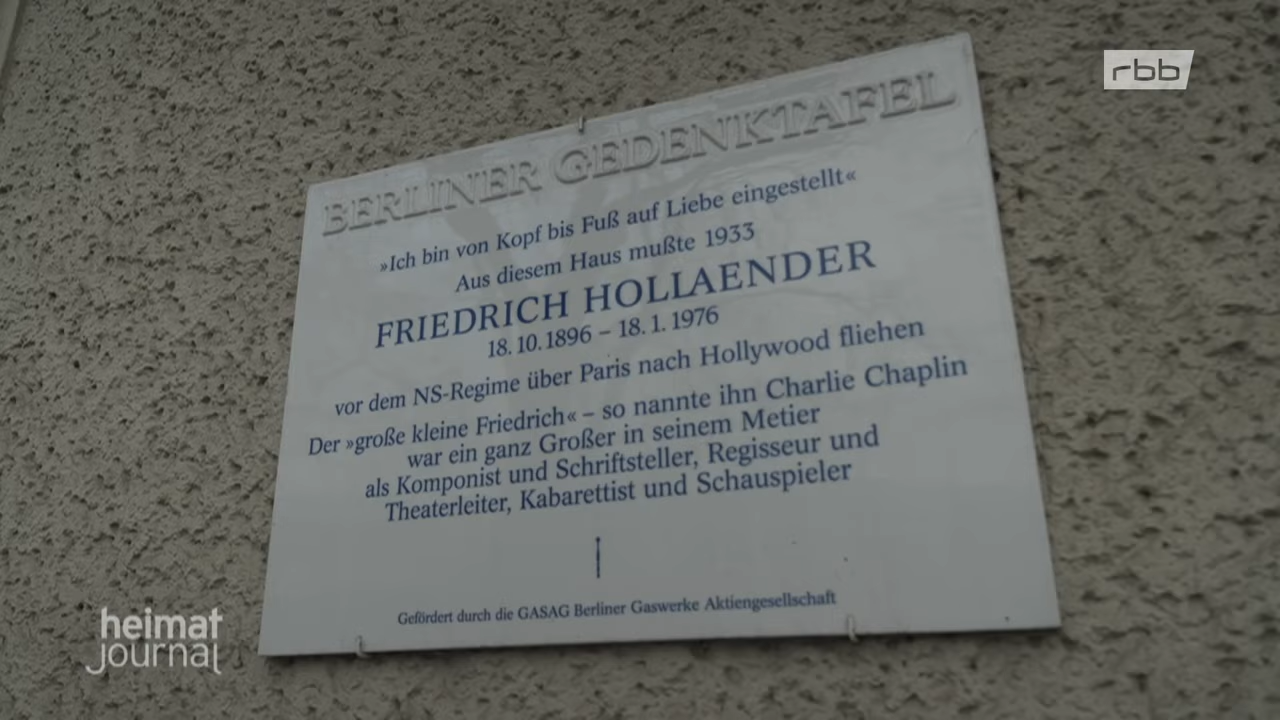 rbb
BERLINER GEDENKTAFEL
»Ich bin von Kopf bis Fuß auf Liebe eingestellt«
Aus diesem Haus mußte 1933
FRIEDRICH HOLLAENDER
18. 10. 1896 – 18. 1. 1976
vor dem NS-Regime über Paris nach Hollywood fliehen
Der »große kleine Friedrich« – so nannte ihn Charlie Chaplin
war ein ganz Großer in seinem Metier
als Komponist und Schriftsteller, Regisseur und
Theaterleiter, Kabarettist und Schauspieler
Gefördert durch die GASAG Berliner Gaswerke Aktiengesellschaft
heimat
journal